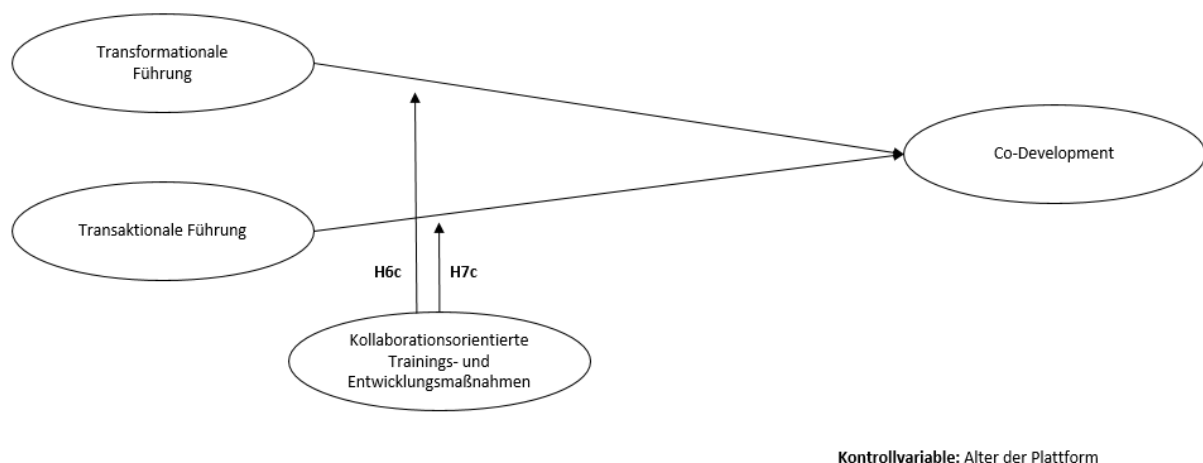 Transformationale
Führung
Co-Development
Transaktionale Führung
H6c
H7c
Kollaborationsorientierte
Trainings- und
Entwicklungsmaßnahmen
Kontrollvariable: Alter der Plattform